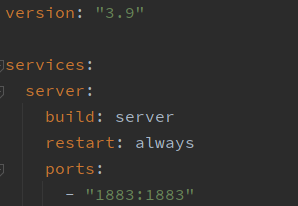 version: "3.9"
services:
server:
build: server
restart: always
ports:
- "1883:1883"